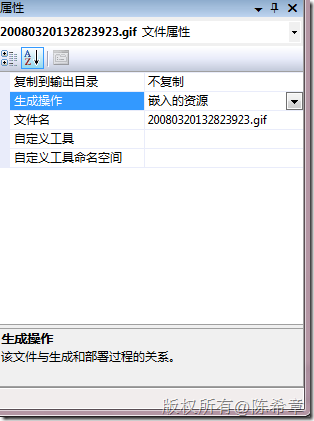 属性
20080320132823923.gif 文件属性
复制到输出目录 不复制
生成操作 嵌入的资源
文件名 20080320132823923.gif
自定义工具
自定义工具命名空间
生成操作
该文件与生成和部署过程的关系。
版权所有@陈希章